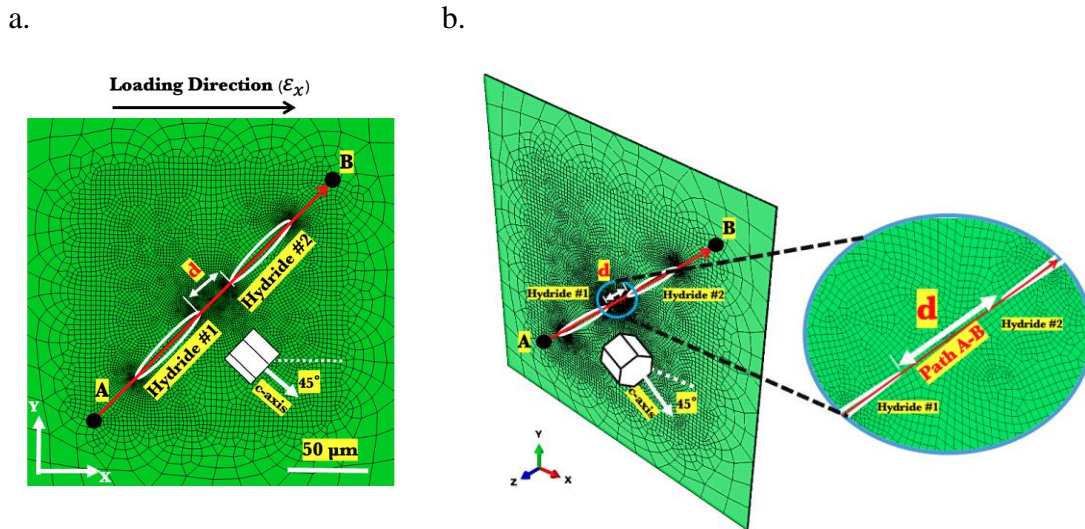 a.
b.
Loading Direction (ε_x)
B
d
Hydride #2
Hydride #1
A
45°
c-axis
Y
X
50 µm
B
d
Hydride #1
Hydride #2
A
45°
c-axis
Y
Z
X
d
Hydride #2
Path A-B
Hydride #1